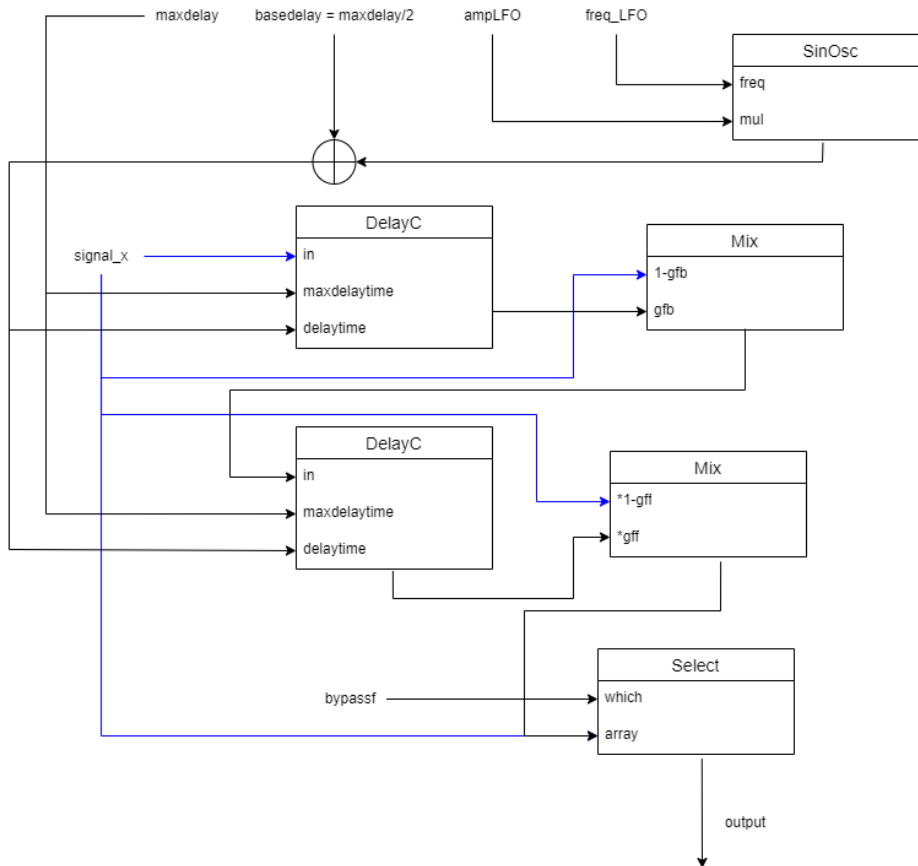 maxdelay
basedelay = maxdelay/2
ampLFO
freq_LFO
SinOsc
freq
mul
DelayC
in
maxdelaytime
delaytime
signal_x
Mix
1-gfb
gfb
DelayC
in
maxdelaytime
delaytime
Mix
*1-gff
*gff
Select
bypassf
which
array
output